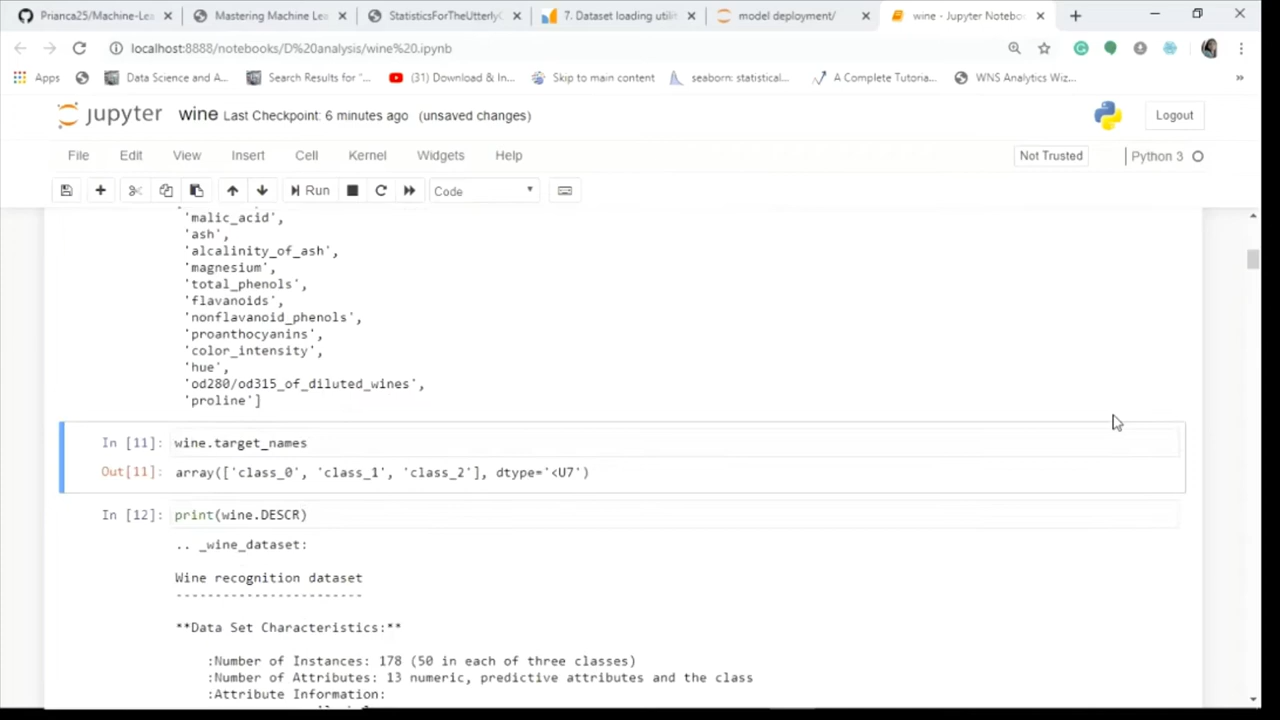 Prianca25/Machine-Lea
Mastering Machine Lea
StatisticsForTheUtterly
7. Dataset loading utilit
model deployment/
wine - Jupyter Notebo
localhost:8888/notebooks/D%20analysis/wine%20.ipynb
Apps
Data Science and A...
Search Results for "...
(31) Download & In...
Skip to main content
seaborn: statistical...
A Complete Tutoria...
WNS Analytics Wiz...
»
jupyter wine Last Checkpoint: 6 minutes ago (unsaved changes)
Logout
File Edit View Insert Cell Kernel Widgets Help
Not Trusted
Python 3
Run
Code
'malic_acid',
'ash',
'alcalinity_of_ash',
'magnesium',
'total_phenols',
'flavanoids',
'nonflavanoid_phenols',
'proanthocyanins',
'color_intensity',
'hue',
'od280/od315_of_diluted_wines',
'proline']
In [11]: wine.target_names
Out[11]: array(['class_0', 'class_1', 'class_2'], dtype='<U7')
In [12]: print(wine.DESCR)
.. _wine_dataset:
Wine recognition dataset
------------------------
**Data Set Characteristics:**
:Number of Instances: 178 (50 in each of three classes)
:Number of Attributes: 13 numeric, predictive attributes and the class
:Attribute Information: